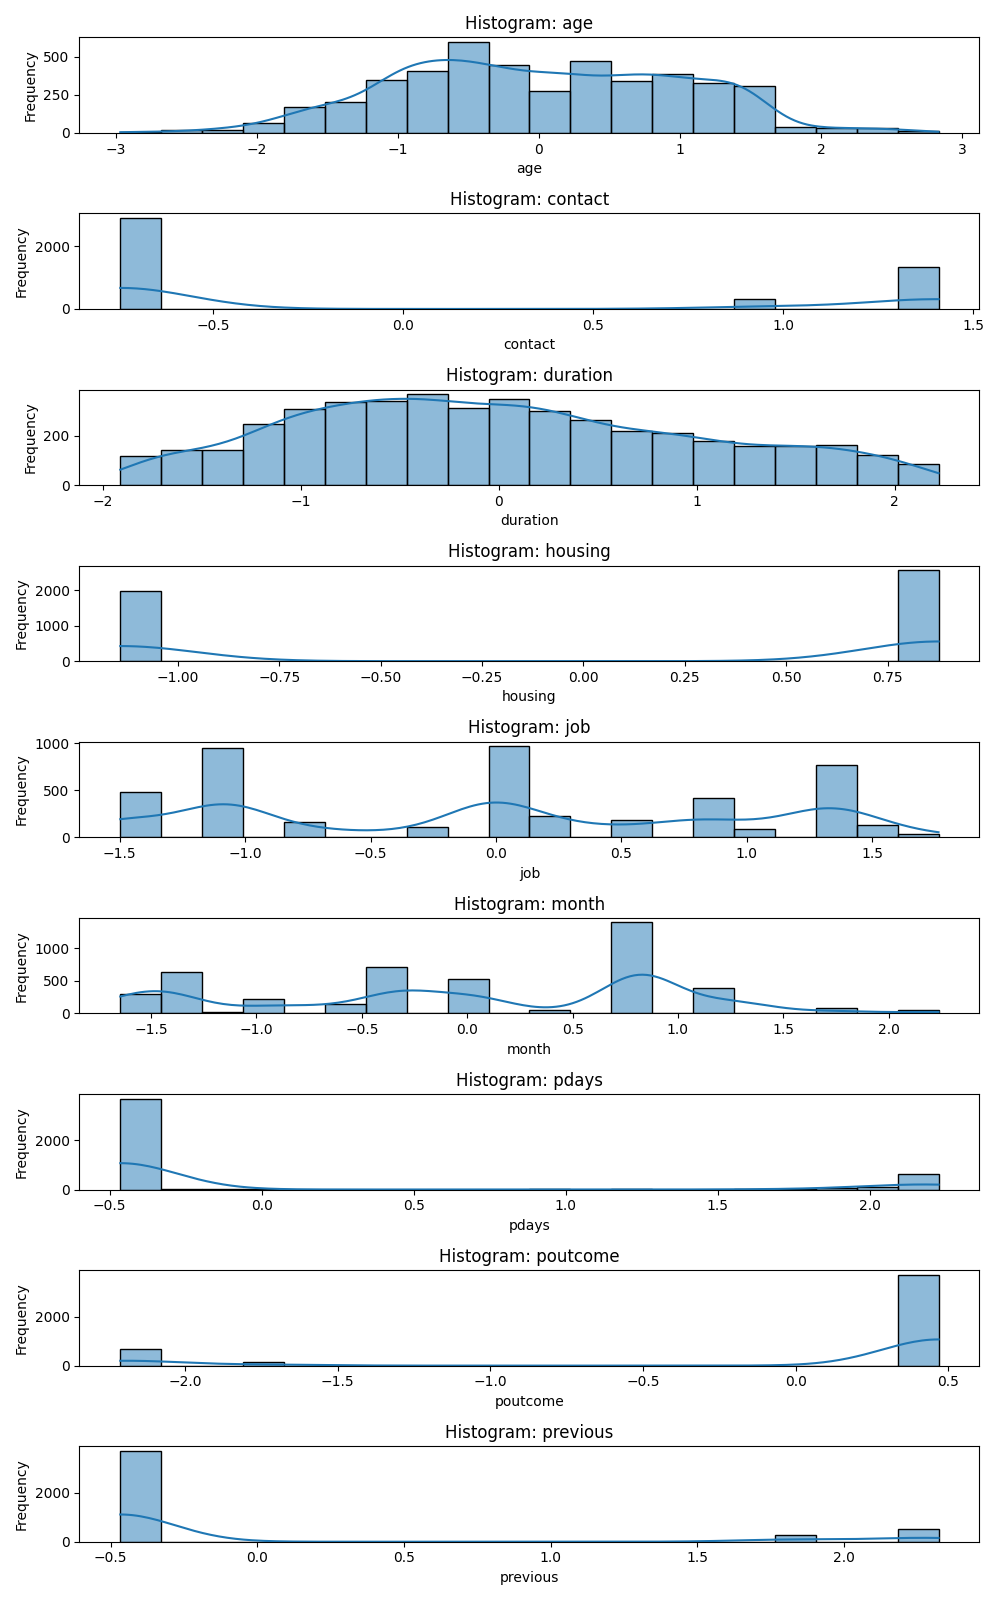 Histogram: age
Frequency
500
250
0
−3 −2 −1 0 1 2 3
age
Histogram: contact
Frequency
2000
0
−0.5 0.0 0.5 1.0 1.5
contact
Histogram: duration
Frequency
200
0
−2 −1 0 1 2
duration
Histogram: housing
Frequency
2000
1000
0
−1.00 −0.75 −0.50 −0.25 0.00 0.25 0.50 0.75
housing
Histogram: job
Frequency
1000
500
0
−1.5 −1.0 −0.5 0.0 0.5 1.0 1.5
job
Histogram: month
Frequency
1000
500
0
−1.5 −1.0 −0.5 0.0 0.5 1.0 1.5 2.0
month
Histogram: pdays
Frequency
2000
0
−0.5 0.0 0.5 1.0 1.5 2.0
pdays
Histogram: poutcome
Frequency
2000
0
−2.0 −1.5 −1.0 −0.5 0.0 0.5
poutcome
Histogram: previous
Frequency
2000
0
−0.5 0.0 0.5 1.0 1.5 2.0
previous